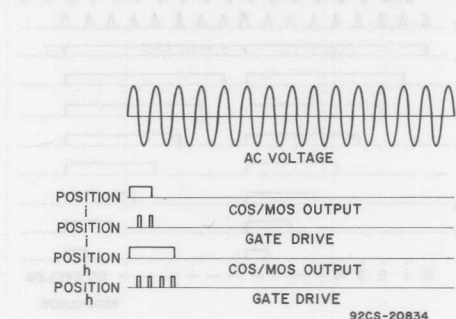 AC VOLTAGE
POSITION
i
COS/MOS OUTPUT
POSITION
i
GATE DRIVE
POSITION
h
COS/MOS OUTPUT
POSITION
h
GATE DRIVE
92CS-20834